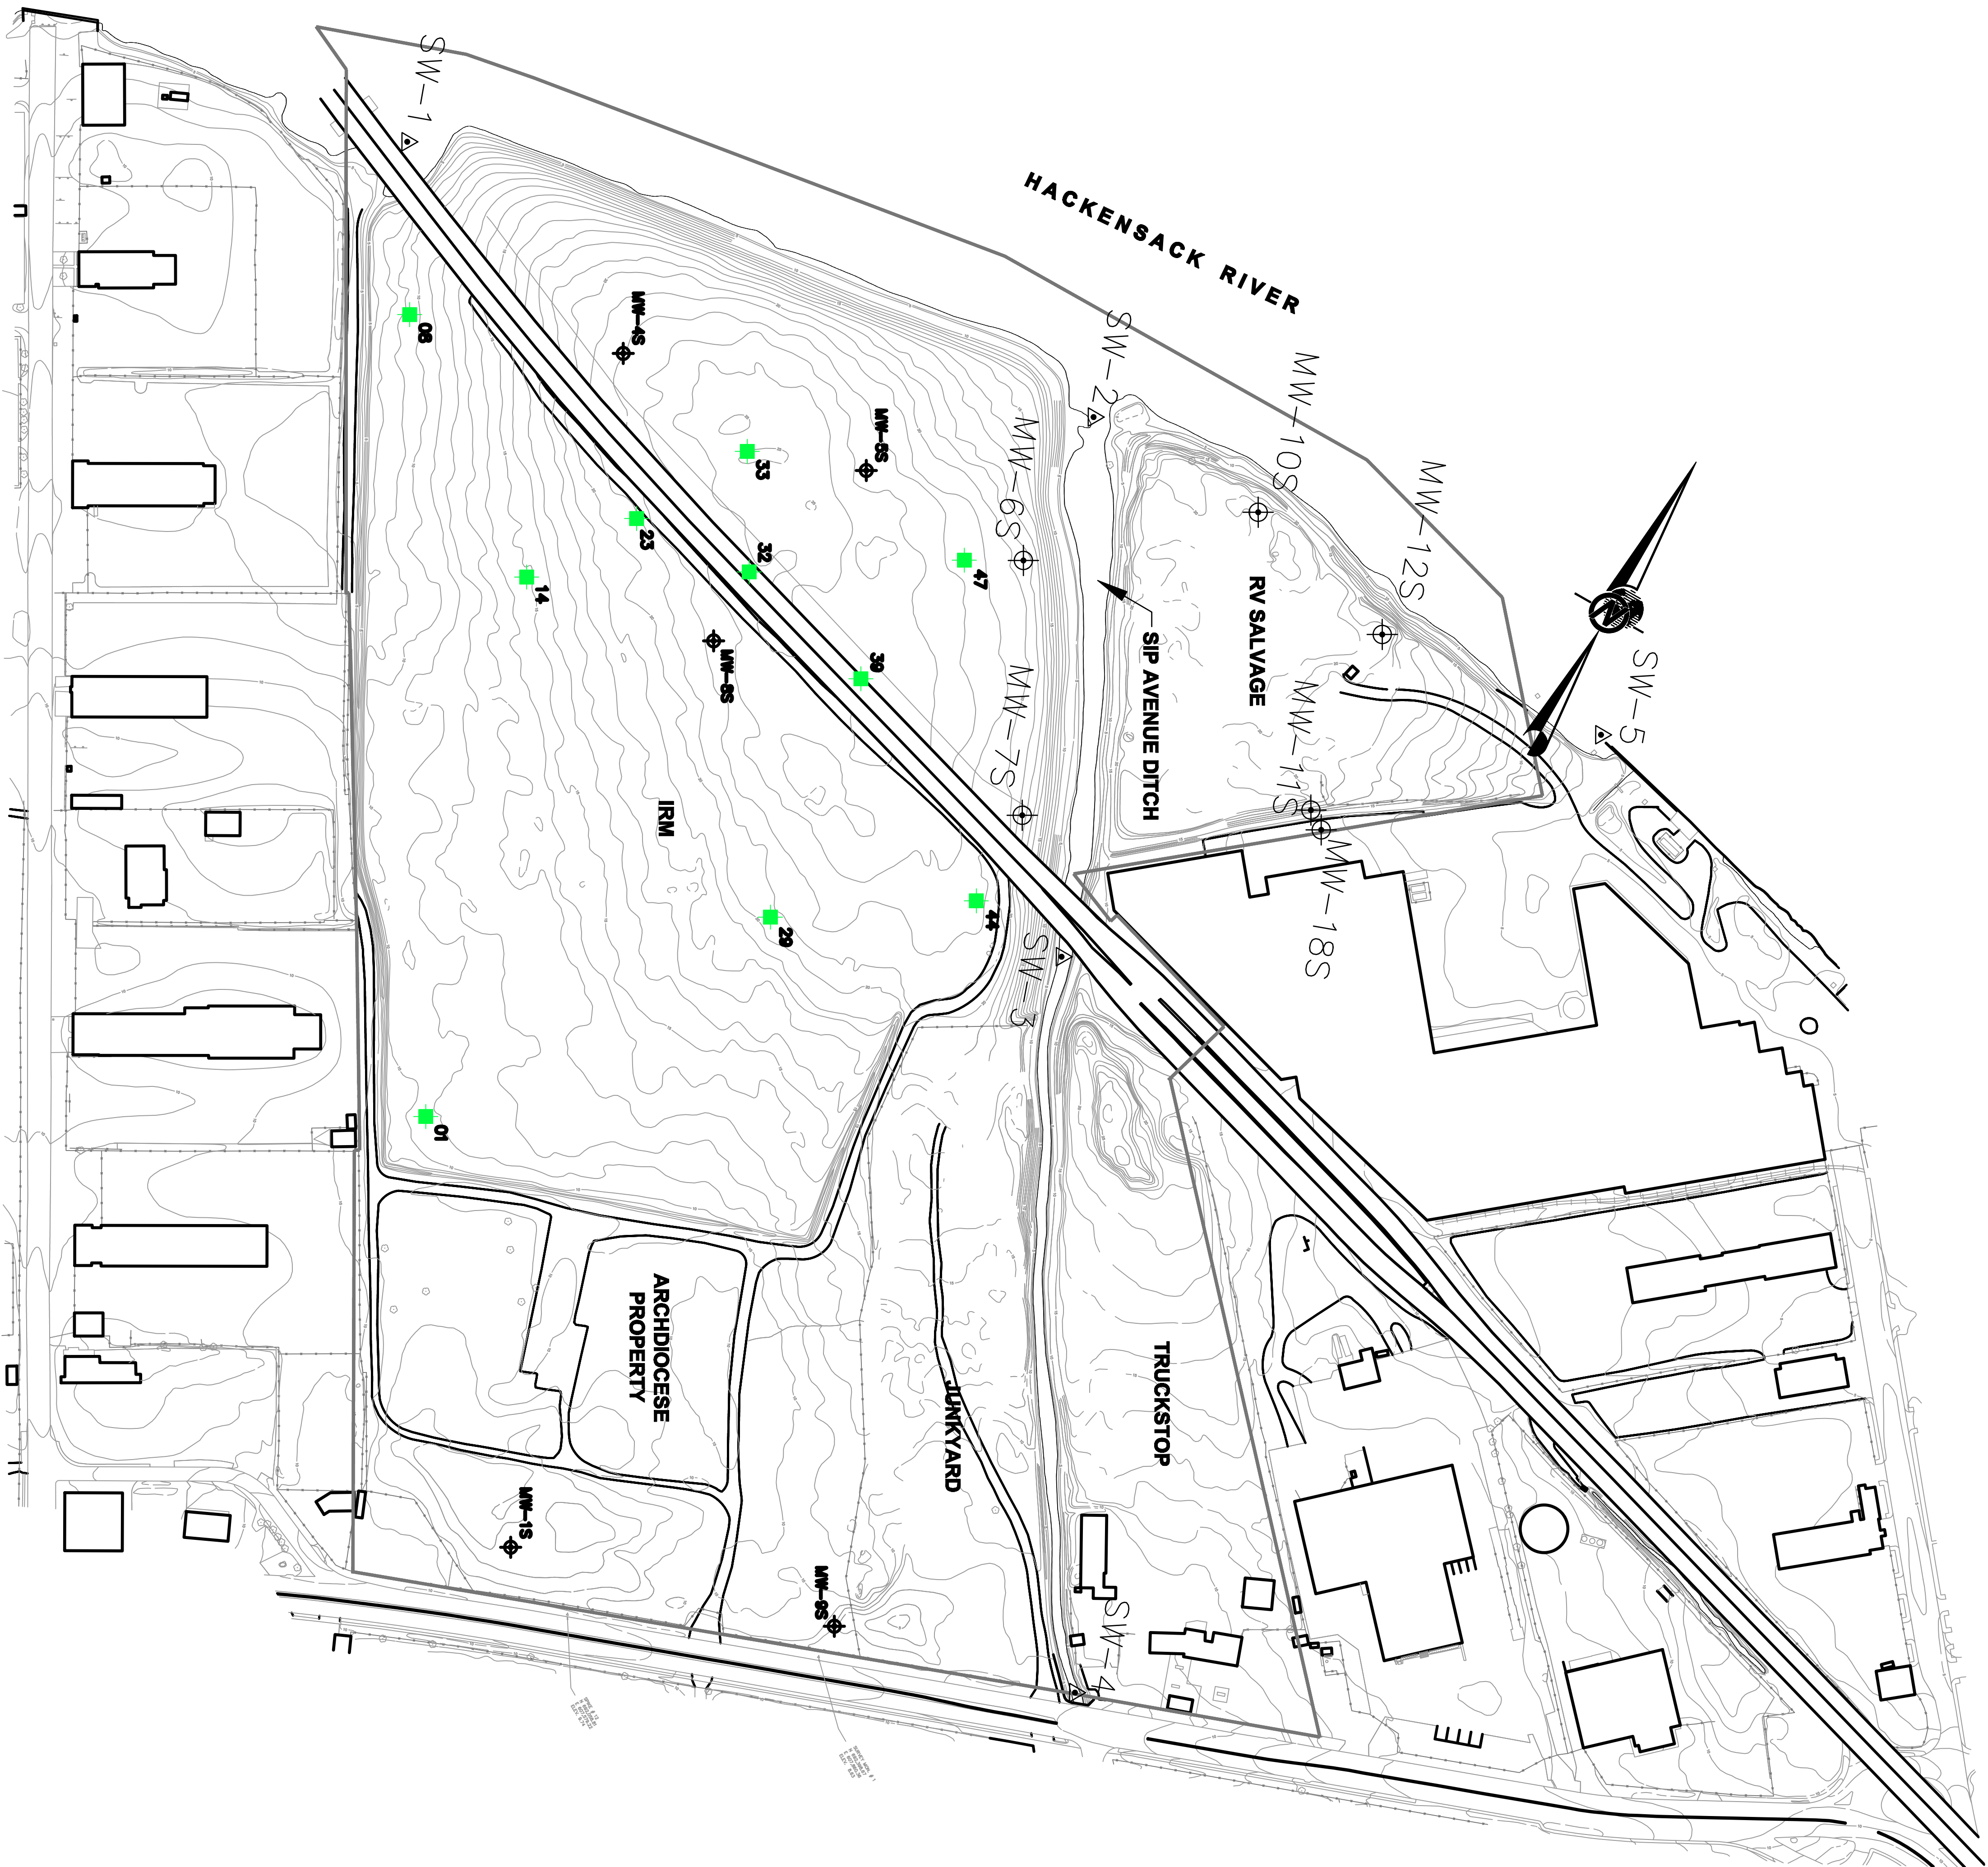 HACKENSACK RIVER
SW-1
SW-2
MW-4S
MW-5S
MW-6S
MW-10S
MW-12S
08
33
23
32
47
14
MW-8S
39
MW-7S
SIP AVENUE DITCH
RV SALVAGE
MW-11S
SW-5
N
IRM
MW-18S
44
29
SW-3
01
ARCHDIOCESE
PROPERTY
JUNKYARD
TRUCKSTOP
MW-1S
MW-9S
SW-4